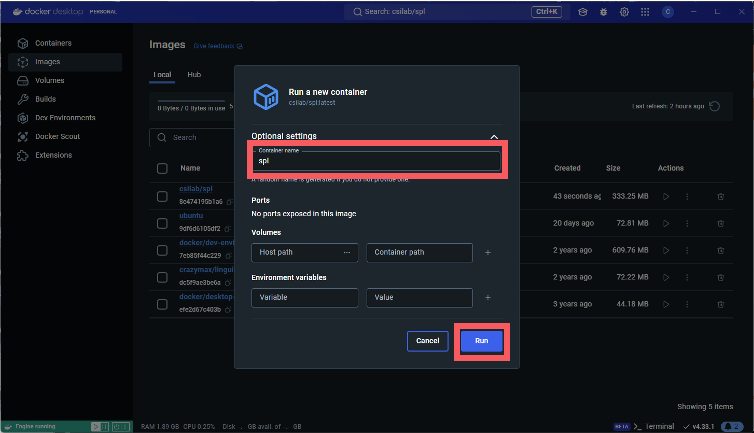 docker desktop PERSONAL
Search: csilab/spl
Ctrl+K
C
Containers
Images
Volumes
Builds
Dev Environments
Docker Scout
Extensions
Images
Give feedback
Local
Hub
0 Bytes / 0 Bytes in use
Last refresh: 2 hours ago
Search
Name
Created
Size
Actions
csilab/spl
8c474195b1a6
43 seconds ag
333.25 MB
ubuntu
9df6d6105df2
20 days ago
72.81 MB
docker/dev-envi
7eb85f44c229
2 years ago
609.76 MB
crazymax/lingui
dc5f9ae3be6a
2 years ago
72.22 MB
docker/desktop-
efe2d67c403b
3 years ago
44.18 MB
Run a new container
csilab/spl:latest
Optional settings
Container name
spl
A random name is generated if you do not provide one.
Ports
No ports exposed in this image
Volumes
Host path
Container path
Environment variables
Variable
Value
Cancel
Run
Showing 5 items
Engine running
RAM 1.89 GB CPU 0.25% Disk - GB avail. of - GB
BETA
Terminal
v4.33.1
2